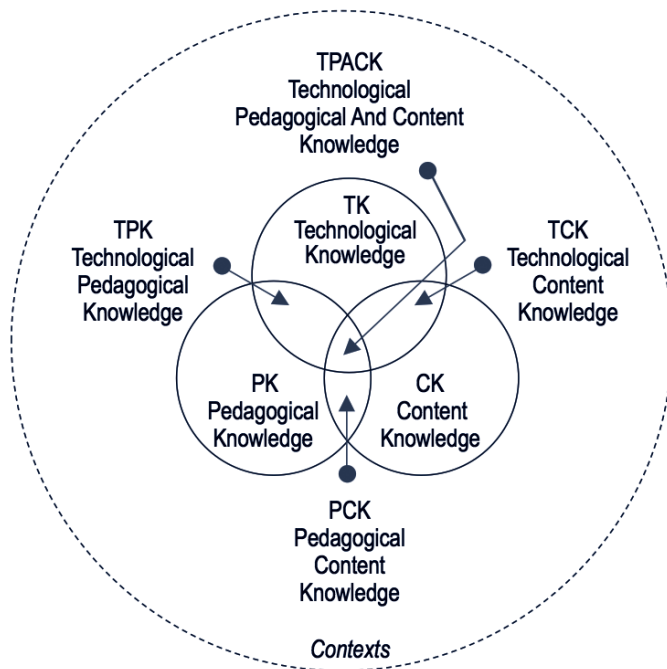 TPACK
Technological
Pedagogical And Content
Knowledge
TK
Technological
Knowledge
TPK
Technological
Pedagogical
Knowledge
TCK
Technological
Content
Knowledge
PK
Pedagogical
Knowledge
CK
Content
Knowledge
PCK
Pedagogical
Content
Knowledge
Contexts